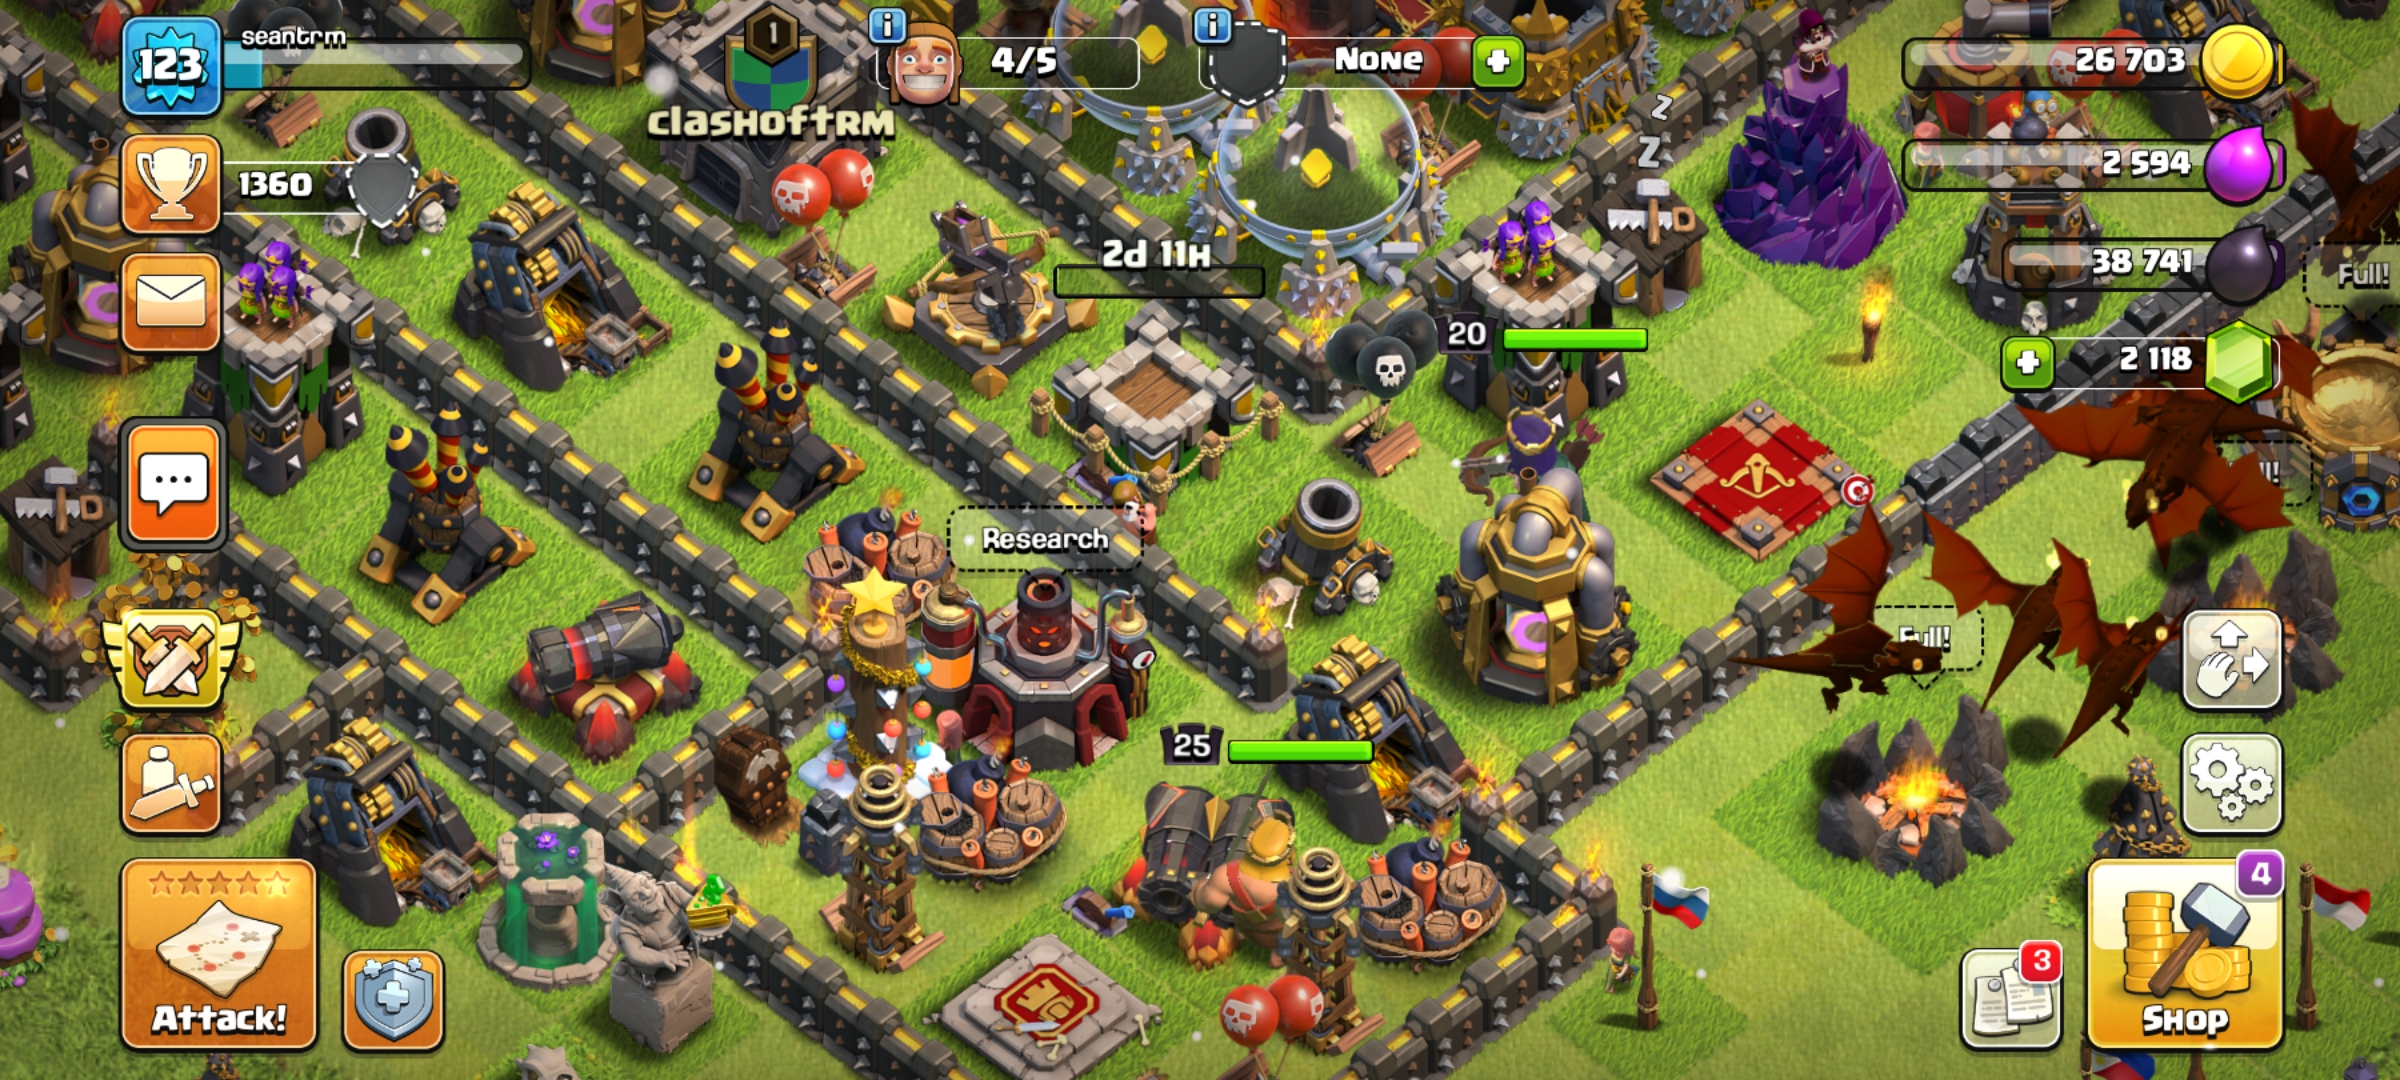 123
seantrm
1
clashoftRM
4/5
None
26 703
1360
2 594
38 741
Full!
2 118
Z
Z
2d 11H
20
Research
Full!
25
Attack!
4
3
Shop